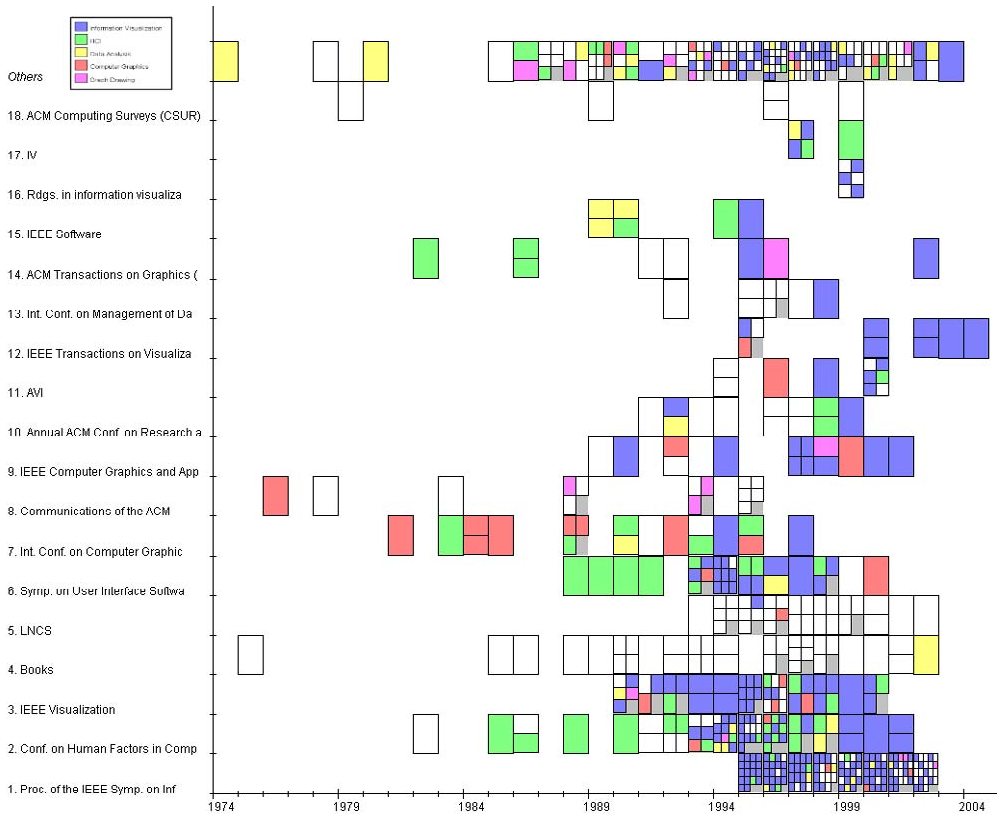 Information Visualization
HCI
Data Analysis
Computer Graphics
Graph Drawing
Others
18. ACM Computing Surveys (CSUR)
17. IV
16. Rdgs. in information visualiza
15. IEEE Software
14. ACM Transactions on Graphics (
13. Int. Conf. on Management of Da
12. IEEE Transactions on Visualiza
11. AVI
10. Annual ACM Conf. on Research a
9. IEEE Computer Graphics and App
8. Communications of the ACM
7. Int. Conf. on Computer Graphic
6. Symp. on User Interface Softwa
5. LNCS
4. Books
3. IEEE Visualization
2. Conf. on Human Factors in Comp
1. Proc. of the IEEE Symp. on Inf
1974 1979 1984 1989 1994 1999 2004